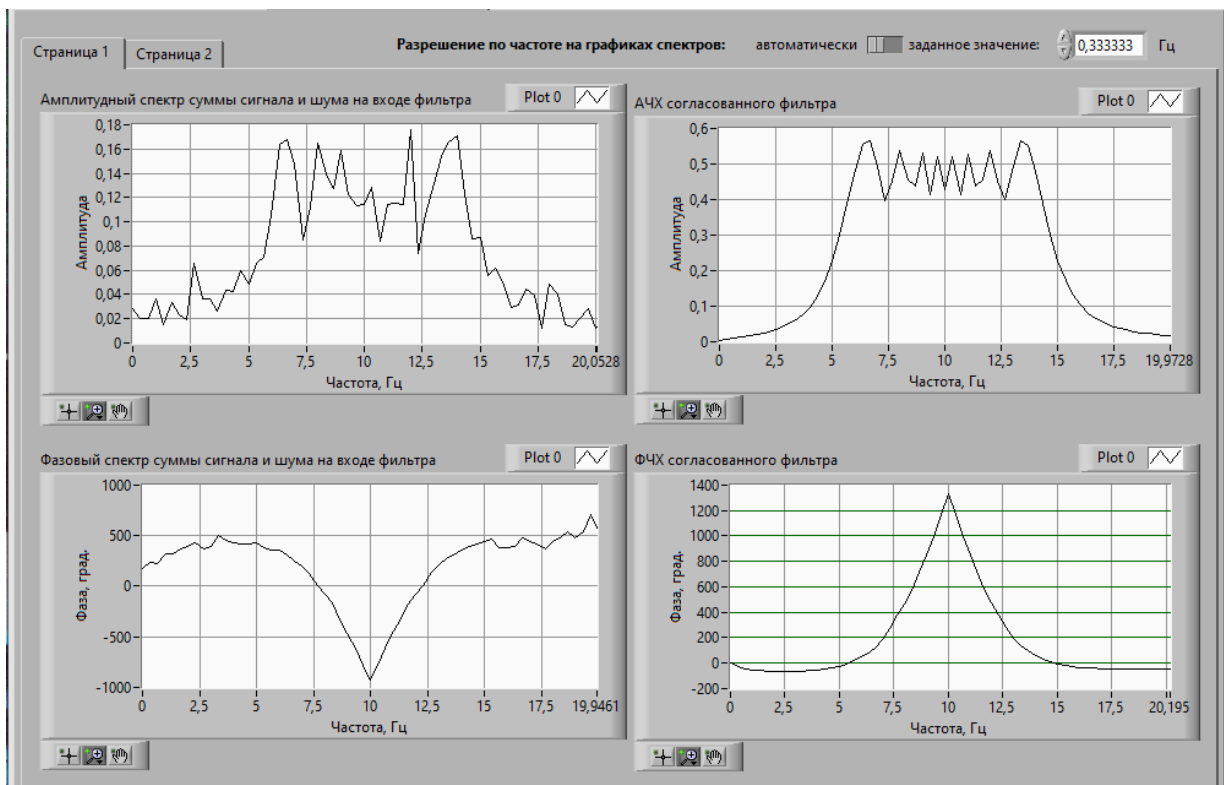 Страница 1
Страница 2
Разрешение по частоте на графиках спектров:
автоматически
заданное значение:
0,333333
Гц
Амплитудный спектр суммы сигнала и шума на входе фильтра
Plot 0
0,18
0,16
0,14
0,12
0,1
0,08
0,06
0,04
0,02
0
Амплитуда
0 2,5 5 7,5 10 12,5 15 17,5 20,0528
Частота, Гц
АЧХ согласованного фильтра
Plot 0
0,6
0,5
0,4
0,3
0,2
0,1
0
Амплитуда
0 2,5 5 7,5 10 12,5 15 17,5 19,9728
Частота, Гц
Фазовый спектр суммы сигнала и шума на входе фильтра
Plot 0
1000
500
0
-500
-1000
Фаза, град.
0 2,5 5 7,5 10 12,5 15 17,5 19,9461
Частота, Гц
ФЧХ согласованного фильтра
Plot 0
1400
1200
1000
800
600
400
200
0
-200
Фаза, град.
0 2,5 5 7,5 10 12,5 15 17,5 20,195
Частота, Гц